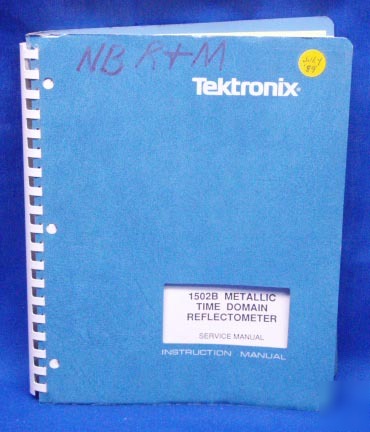 NB R+M
July
'89
Tektronix
1502B METALLIC
TIME DOMAIN
REFLECTOMETER
SERVICE MANUAL
INSTRUCTION MANUAL